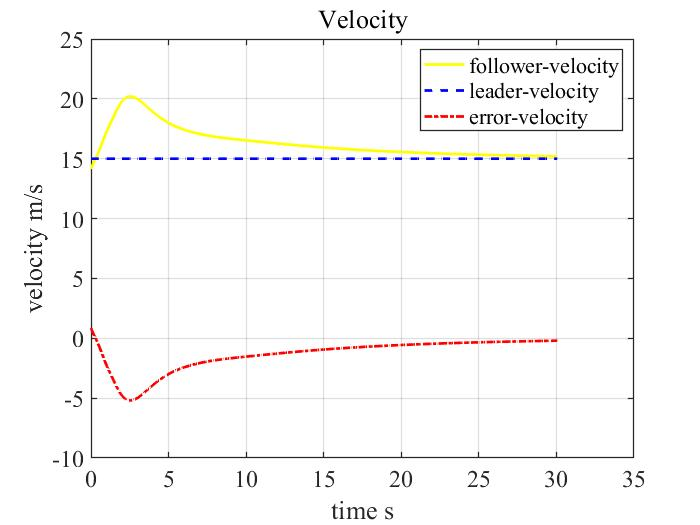 Velocity
25
20
15
10
5
0
-5
-10
velocity m/s
follower-velocity
leader-velocity
error-velocity
0 5 10 15 20 25 30 35
time s